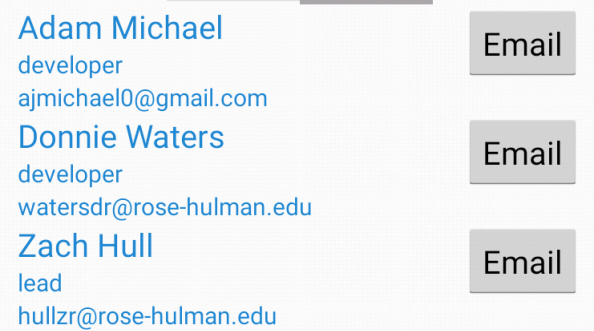 Adam Michael
Email
developer
ajmichael0@gmail.com
Donnie Waters
Email
developer
watersdr@rose-hulman.edu
Zach Hull
Email
lead
hullzr@rose-hulman.edu